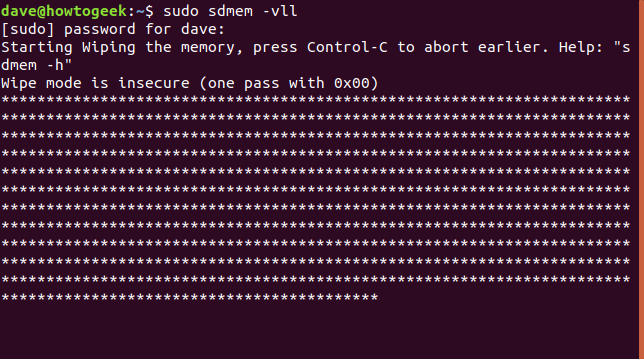 dave@howtogeek:~$ sudo sdmem -vll
[sudo] password for dave:
Starting Wiping the memory, press Control-C to abort earlier. Help: "s
dmem -h"
Wipe mode is insecure (one pass with 0x00)
**********************************************************************
**********************************************************************
**********************************************************************
**********************************************************************
**********************************************************************
**********************************************************************
**********************************************************************
**********************************************************************
**********************************************************************
**********************************************************************
**********************************************************************
******************************************